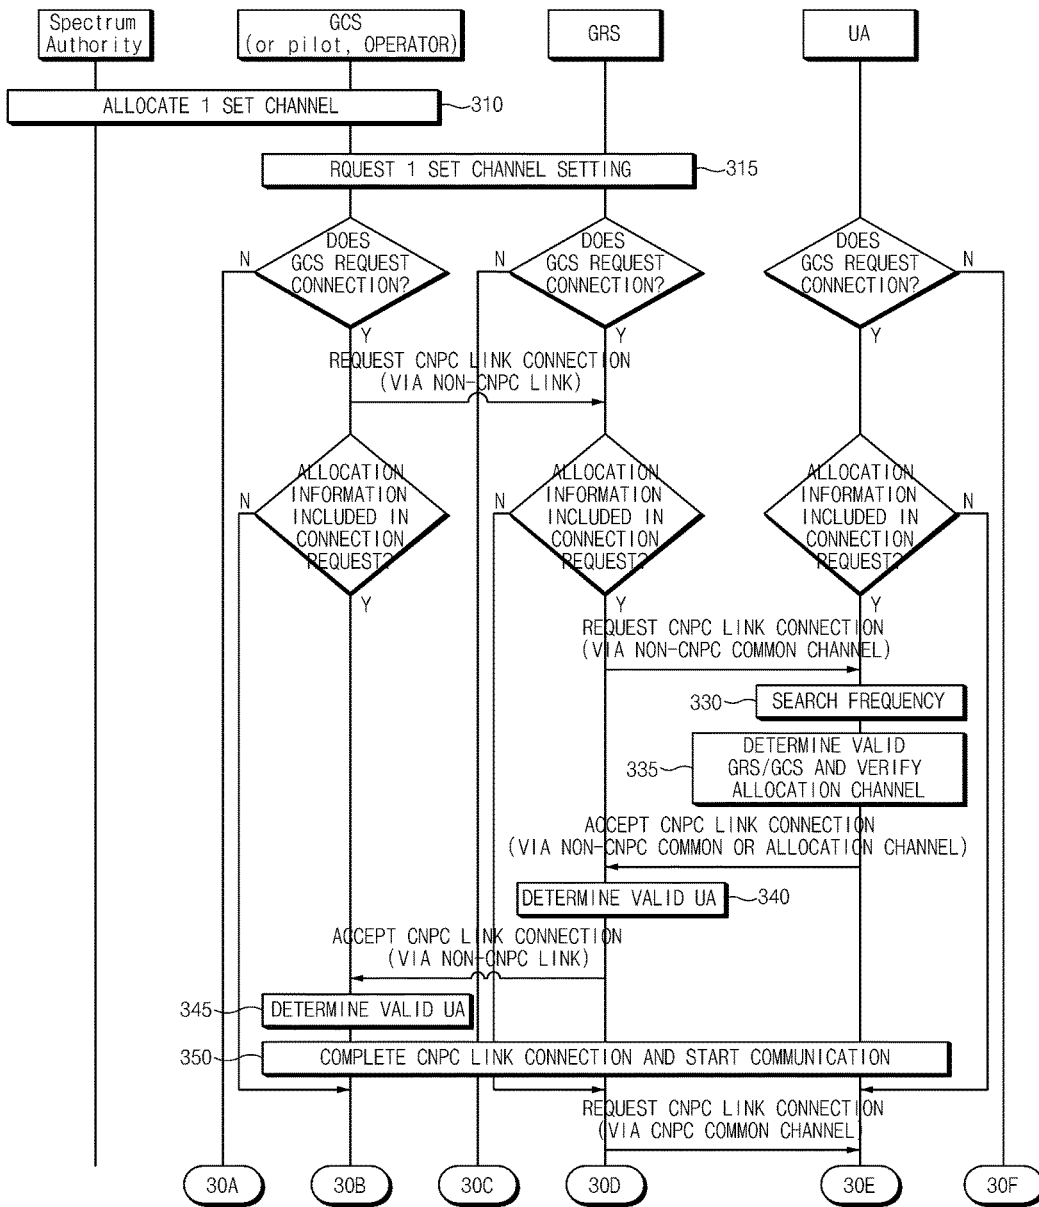 Spectrum
Authority
GCS
(or pilot, OPERATOR)
GRS
UA
ALLOCATE 1 SET CHANNEL
310
RQUEST 1 SET CHANNEL SETTING
315
DOES
GCS REQUEST
CONNECTION?
N
Y
DOES
GCS REQUEST
CONNECTION?
N
Y
DOES
GCS REQUEST
CONNECTION?
N
Y
REQUEST CNPC LINK CONNECTION
(VIA NON-CNPC LINK)
ALLOCATION
INFORMATION
INCLUDED IN
CONNECTION
REQUEST?
N
Y
ALLOCATION
INFORMATION
INCLUDED IN
CONNECTION
REQUEST?
N
Y
ALLOCATION
INFORMATION
INCLUDED IN
CONNECTION
REQUEST?
N
Y
REQUEST CNPC LINK CONNECTION
(VIA NON-CNPC COMMON CHANNEL)
330
SEARCH FREQUENCY
335
DETERMINE VALID
GRS/GCS AND VERIFY
ALLOCATION CHANNEL
ACCEPT CNPC LINK CONNECTION
(VIA NON-CNPC COMMON OR ALLOCATION CHANNEL)
DETERMINE VALID UA
340
ACCEPT CNPC LINK CONNECTION
(VIA NON-CNPC LINK)
345
DETERMINE VALID UA
350
COMPLETE CNPC LINK CONNECTION AND START COMMUNICATION
REQUEST CNPC LINK CONNECTION
(VIA CNPC COMMON CHANNEL)
30A
30B
30C
30D
30E
30F